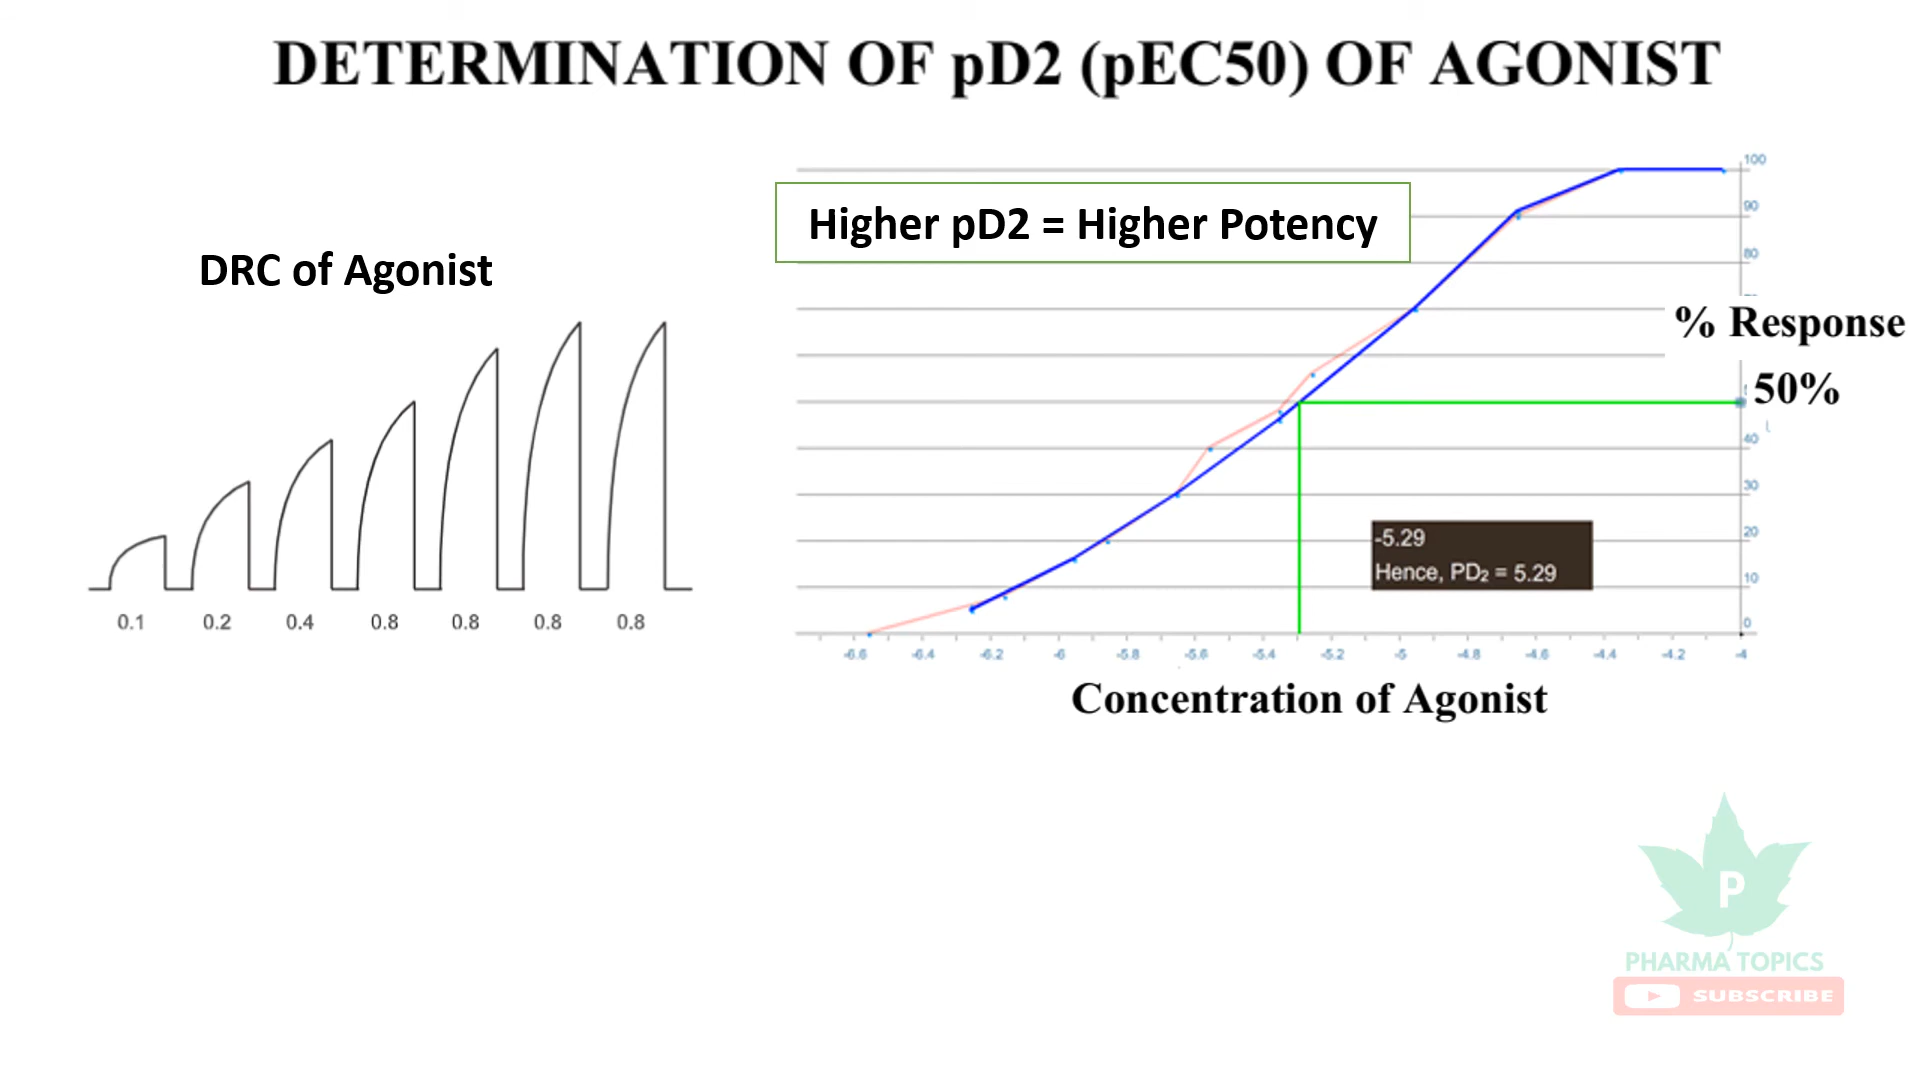 DETERMINATION OF pD2 (pEC50) OF AGONIST
Higher pD2 = Higher Potency
DRC of Agonist
0.1 0.2 0.4 0.8 0.8 0.8 0.8
100
90
80
% Response
50%
40
30
20
10
0
-5.29
Hence, PD₂ = 5.29
-6.6 -6.4 -6.2 -6 -5.8 -5.6 -5.4 -5.2 -5 -4.8 -4.6 -4.4 -4.2 -4
Concentration of Agonist
P
PHARMA TOPICS
SUBSCRIBE